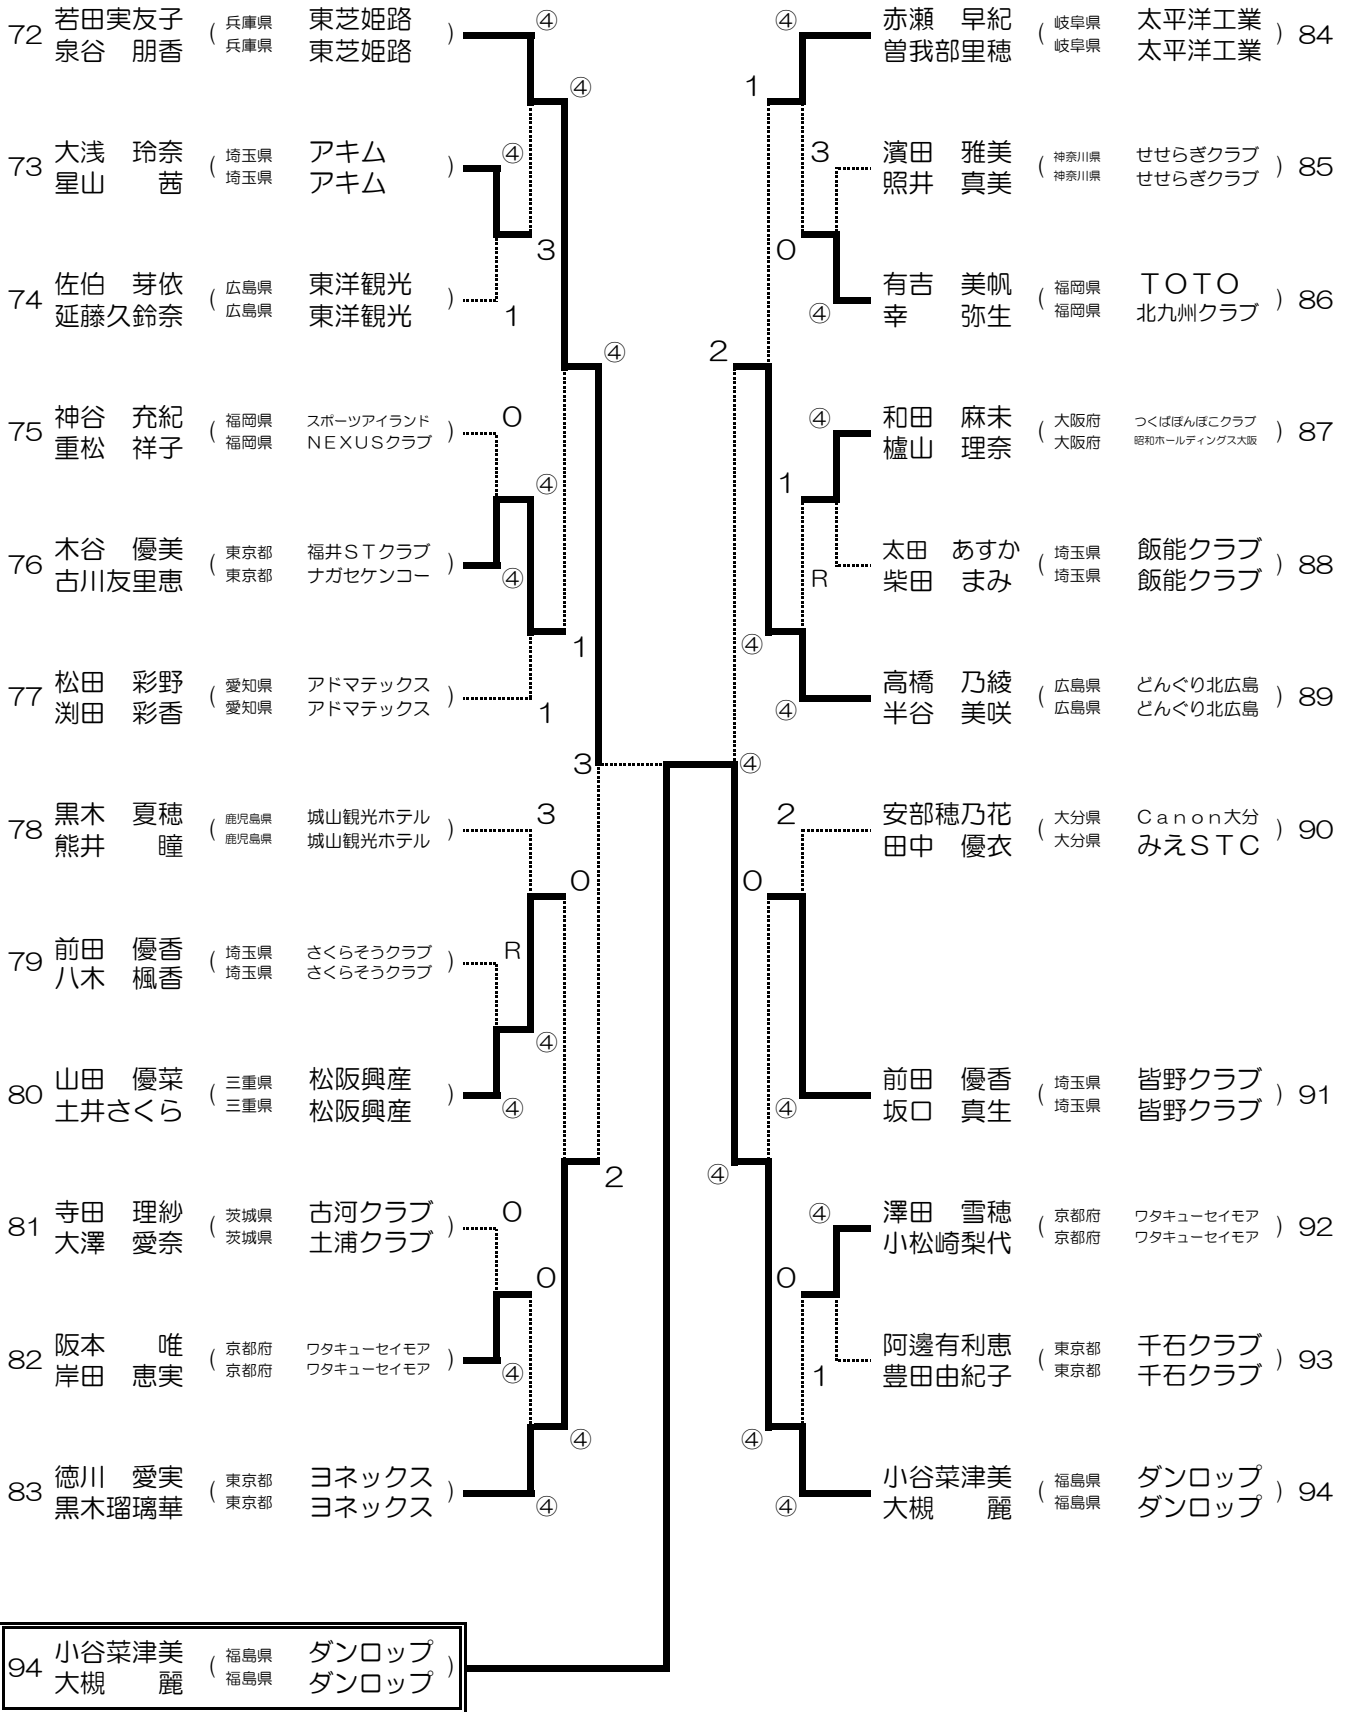 72 若田実友子 ( 兵庫県 東芝姫路 )
泉谷 朋香 兵庫県 東芝姫路
④
④
73 大浅 玲奈 ( 埼玉県 アキム )
星山 茜 埼玉県 アキム
④
3
74 佐伯 芽依 ( 広島県 東洋観光 )
延藤久鈴奈 広島県 東洋観光
1
④
75 神谷 充紀 ( 福岡県 スポーツアイランド )
重松 祥子 福岡県 NEXUSクラブ
0
④
76 木谷 優美 ( 東京都 福井STクラブ )
古川友里恵 東京都 ナガセケンコー
④
1
77 松田 彩野 ( 愛知県 アドマテックス )
渕田 彩香 愛知県 アドマテックス
1
3
78 黒木 夏穂 ( 鹿児島県 城山観光ホテル )
熊井 瞳 鹿児島県 城山観光ホテル
3
0
79 前田 優香 ( 埼玉県 さくらそうクラブ )
八木 楓香 埼玉県 さくらそうクラブ
R
④
80 山田 優菜 ( 三重県 松阪興産 )
土井さくら 三重県 松阪興産
④
2
81 寺田 理紗 ( 茨城県 古河クラブ )
大澤 愛奈 茨城県 土浦クラブ
0
0
82 阪本 唯 ( 京都府 ワタキューセイモア )
岸田 恵実 京都府 ワタキューセイモア
④
④
83 徳川 愛実 ( 東京都 ヨネックス )
黒木瑠璃華 東京都 ヨネックス
④
④
赤瀬 早紀 ( 岐阜県 太平洋工業 ) 84
曽我部里穂 岐阜県 太平洋工業
1
3
濱田 雅美 ( 神奈川県 せせらぎクラブ ) 85
照井 真美 神奈川県 せせらぎクラブ
0
④
有吉 美帆 ( 福岡県 TOTO ) 86
幸 弥生 福岡県 北九州クラブ
2
④
和田 麻未 ( 大阪府 つくばぽんぽこクラブ ) 87
櫨山 理奈 大阪府 昭和ホールディングス大阪
1
R
太田 あすか ( 埼玉県 飯能クラブ ) 88
柴田 まみ 埼玉県 飯能クラブ
④
④
高橋 乃綾 ( 広島県 どんぐり北広島 ) 89
半谷 美咲 広島県 どんぐり北広島
④
2
安部穂乃花 ( 大分県 Canon大分 ) 90
田中 優衣 大分県 みえSTC
0
④
前田 優香 ( 埼玉県 皆野クラブ ) 91
坂口 真生 埼玉県 皆野クラブ
④
④
澤田 雪穂 ( 京都府 ワタキューセイモア ) 92
小松崎梨代 京都府 ワタキューセイモア
0
1
阿邊有利恵 ( 東京都 千石クラブ ) 93
豊田由紀子 東京都 千石クラブ
④
④
小谷菜津美 ( 福島県 ダンロップ ) 94
大槻 麗 福島県 ダンロップ
94 小谷菜津美 ( 福島県 ダンロップ )
大槻 麗 福島県 ダンロップ